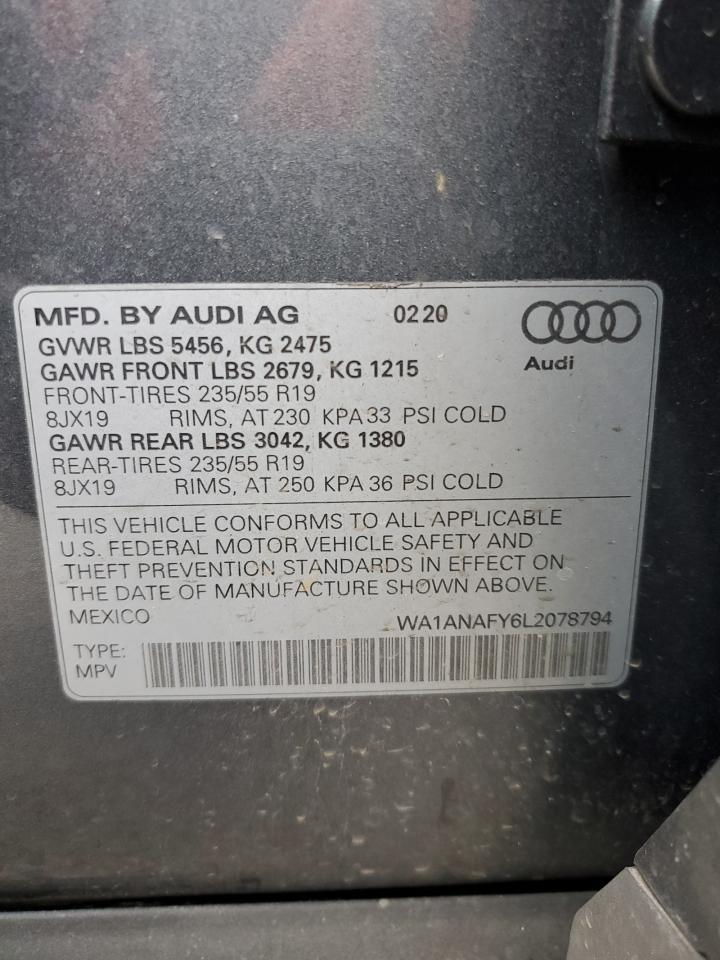 MFD. BY AUDI AG 02 20
GVWR LBS 5456, KG 2475
GAWR FRONT LBS 2679, KG 1215
FRONT-TIRES 235/55 R19
8JX19 RIMS, AT 230 KPA 33 PSI COLD
GAWR REAR LBS 3042, KG 1380
REAR-TIRES 235/55 R19
8JX19 RIMS, AT 250 KPA 36 PSI COLD
Audi
THIS VEHICLE CONFORMS TO ALL APPLICABLE
U.S. FEDERAL MOTOR VEHICLE SAFETY AND
THEFT PREVENTION STANDARDS IN EFFECT ON
THE DATE OF MANUFACTURE SHOWN ABOVE.
MEXICO WA1ANAFY6L2078794
TYPE:
MPV